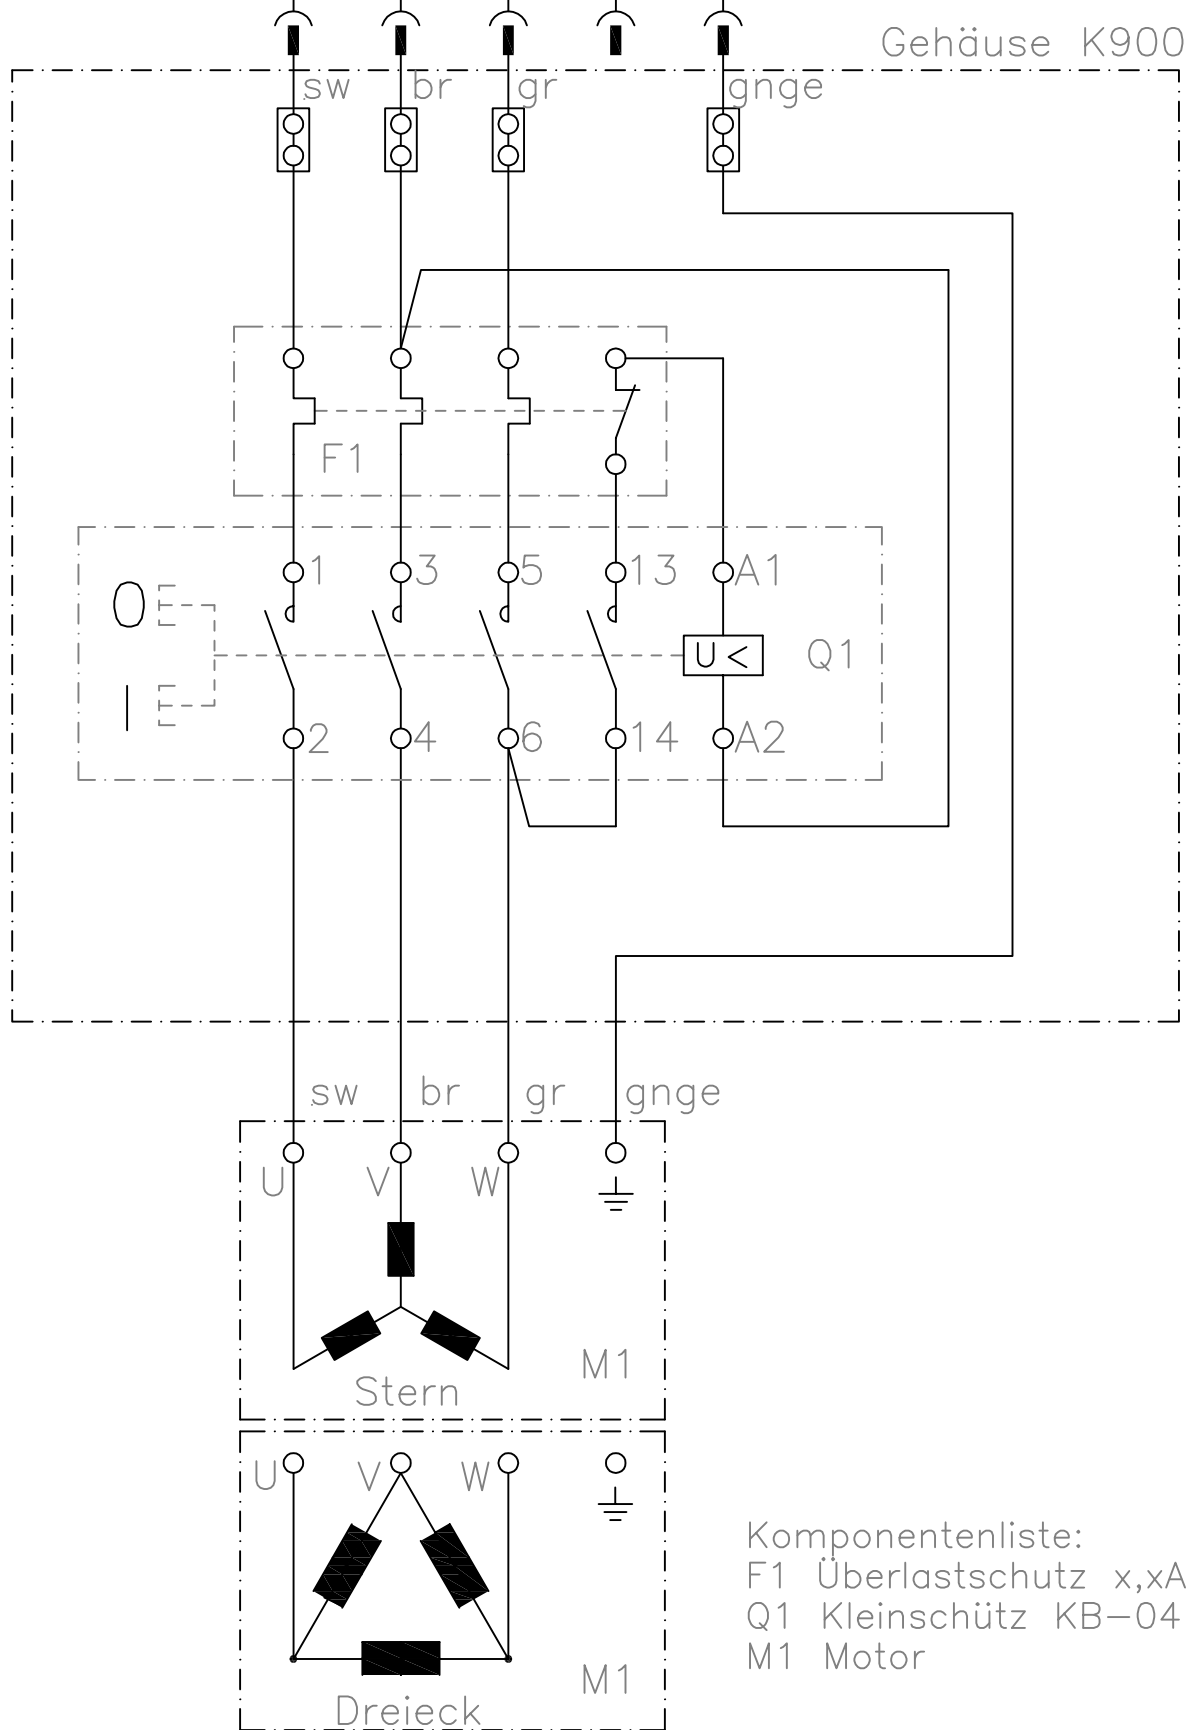 Gehäuse K900
sw br gr gnge
F1
1 3 5 13 A1
O
U< Q1
I
2 4 6 14 A2
sw br gr gnge
U V W
M1
Stern
U V W
Komponentenliste:
F1 Überlastschutz x,xA
Q1 Kleinschütz KB-04
M1 Motor
M1
Dreieck